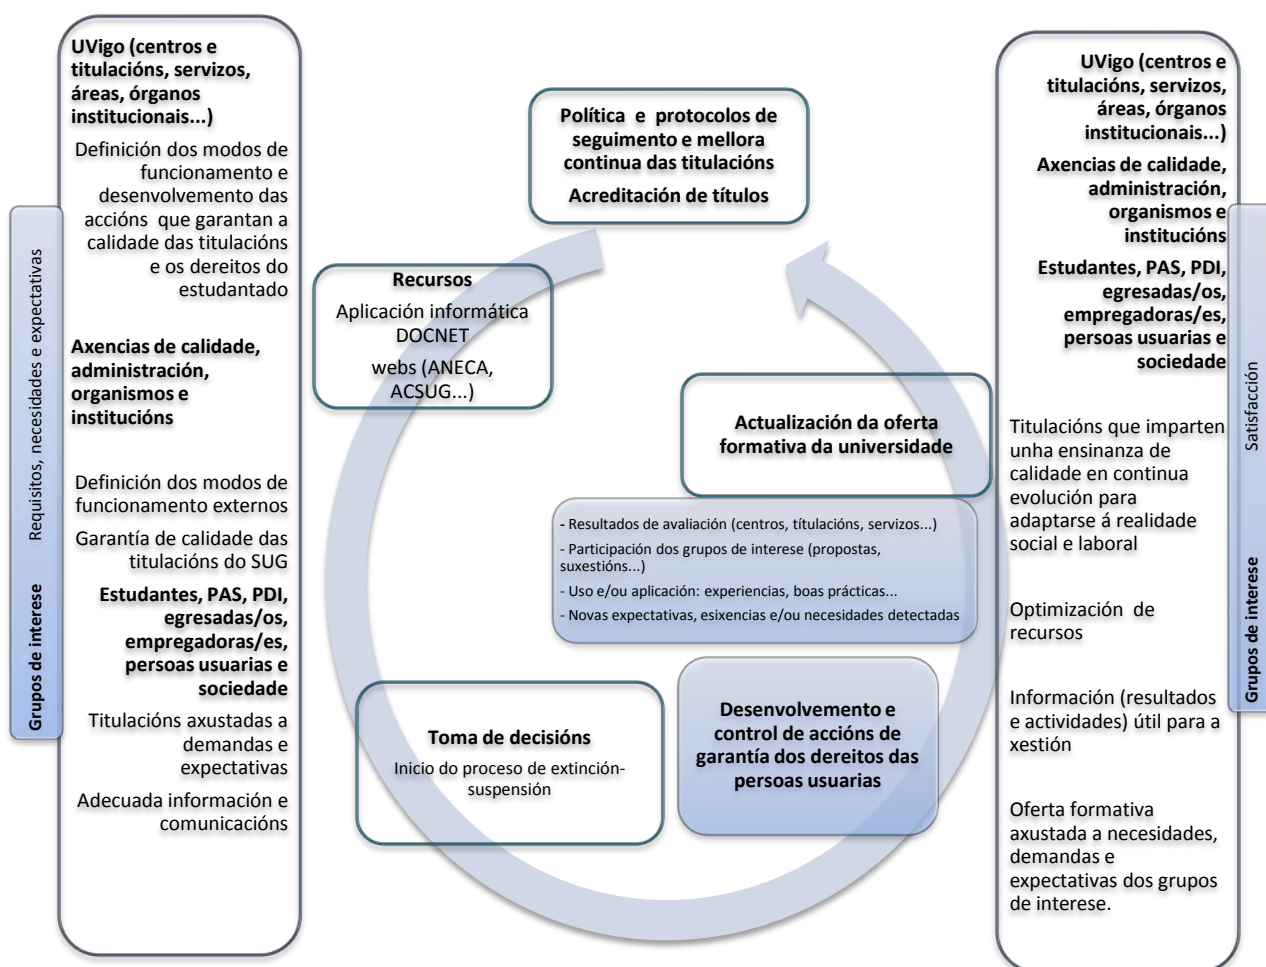 Grupos de interese    Requisitos, necesidades e expectativas
UVigo (centros e
titulacións, servizos,
áreas, órganos
institucionais...)
Definición dos modos de
funcionamento e
desenvolvemento das
accións  que garantan a
calidade das titulacións
e os dereitos do
estudantado
Axencias de calidade,
administración,
organismos e
institucións
Definición dos modos de
funcionamento externos
Garantía de calidade das
titulacións do SUG
Estudantes, PAS, PDI,
egresadas/os,
empregadoras/es,
persoas usuarias e
sociedade
Titulacións axustadas a
demandas e
expectativas
Adecuada información e
comunicacións
Política  e  protocolos de
seguimento e mellora
continua das titulacións
Acreditación de títulos
Recursos
Aplicación informática
DOCNET
webs (ANECA,
ACSUG...)
Actualización da oferta
formativa da universidade
- Resultados de avaliación (centros, títulacións, servizos...)
- Participación dos grupos de interese (propostas,
suxestións...)
- Uso e/ou aplicación: experiencias, boas prácticas...
- Novas expectativas, esixencias e/ou necesidades detectadas
Toma de decisións
Inicio do proceso de extinción-
suspensión
Desenvolvemento e
control de accións de
garantía dos dereitos das
persoas usuarias
UVigo (centros e
titulacións, servizos,
áreas, órganos
institucionais...)
Axencias de calidade,
administración,
organismos e
institucións
Estudantes, PAS, PDI,
egresadas/os,
empregadoras/es,
persoas usuarias e
sociedade
Titulacións que imparten
unha ensinanza de
calidade en continua
evolución para
adaptarse á realidade
social e laboral
Optimización  de
recursos
Información (resultados
e actividades) útil para a
xestión
Oferta formativa
axustada a necesidades,
demandas e
expectativas dos grupos
de interese.
Grupos de interese    Satisfacción